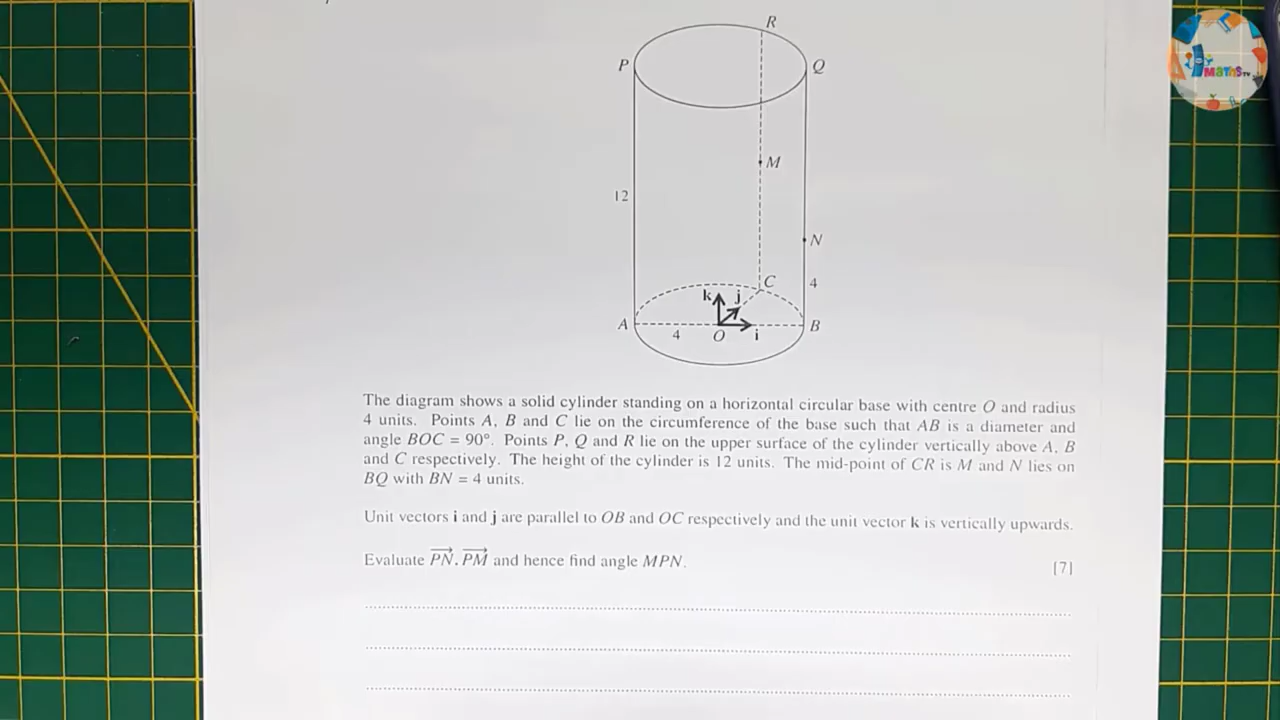 R
P
Q
M
12
N
C
4
k
j
A
B
4
O
i
The diagram shows a solid cylinder standing on a horizontal circular base with centre O and radius
4 units. Points A, B and C lie on the circumference of the base such that AB is a diameter and
angle BOC = 90°. Points P, Q and R lie on the upper surface of the cylinder vertically above A, B
and C respectively. The height of the cylinder is 12 units. The mid-point of CR is M and N lies on
BQ with BN = 4 units.
Unit vectors i and j are parallel to OB and OC respectively and the unit vector k is vertically upwards.
Evaluate PN⃗.PM⃗ and hence find angle MPN.
[7]
MATHS TV